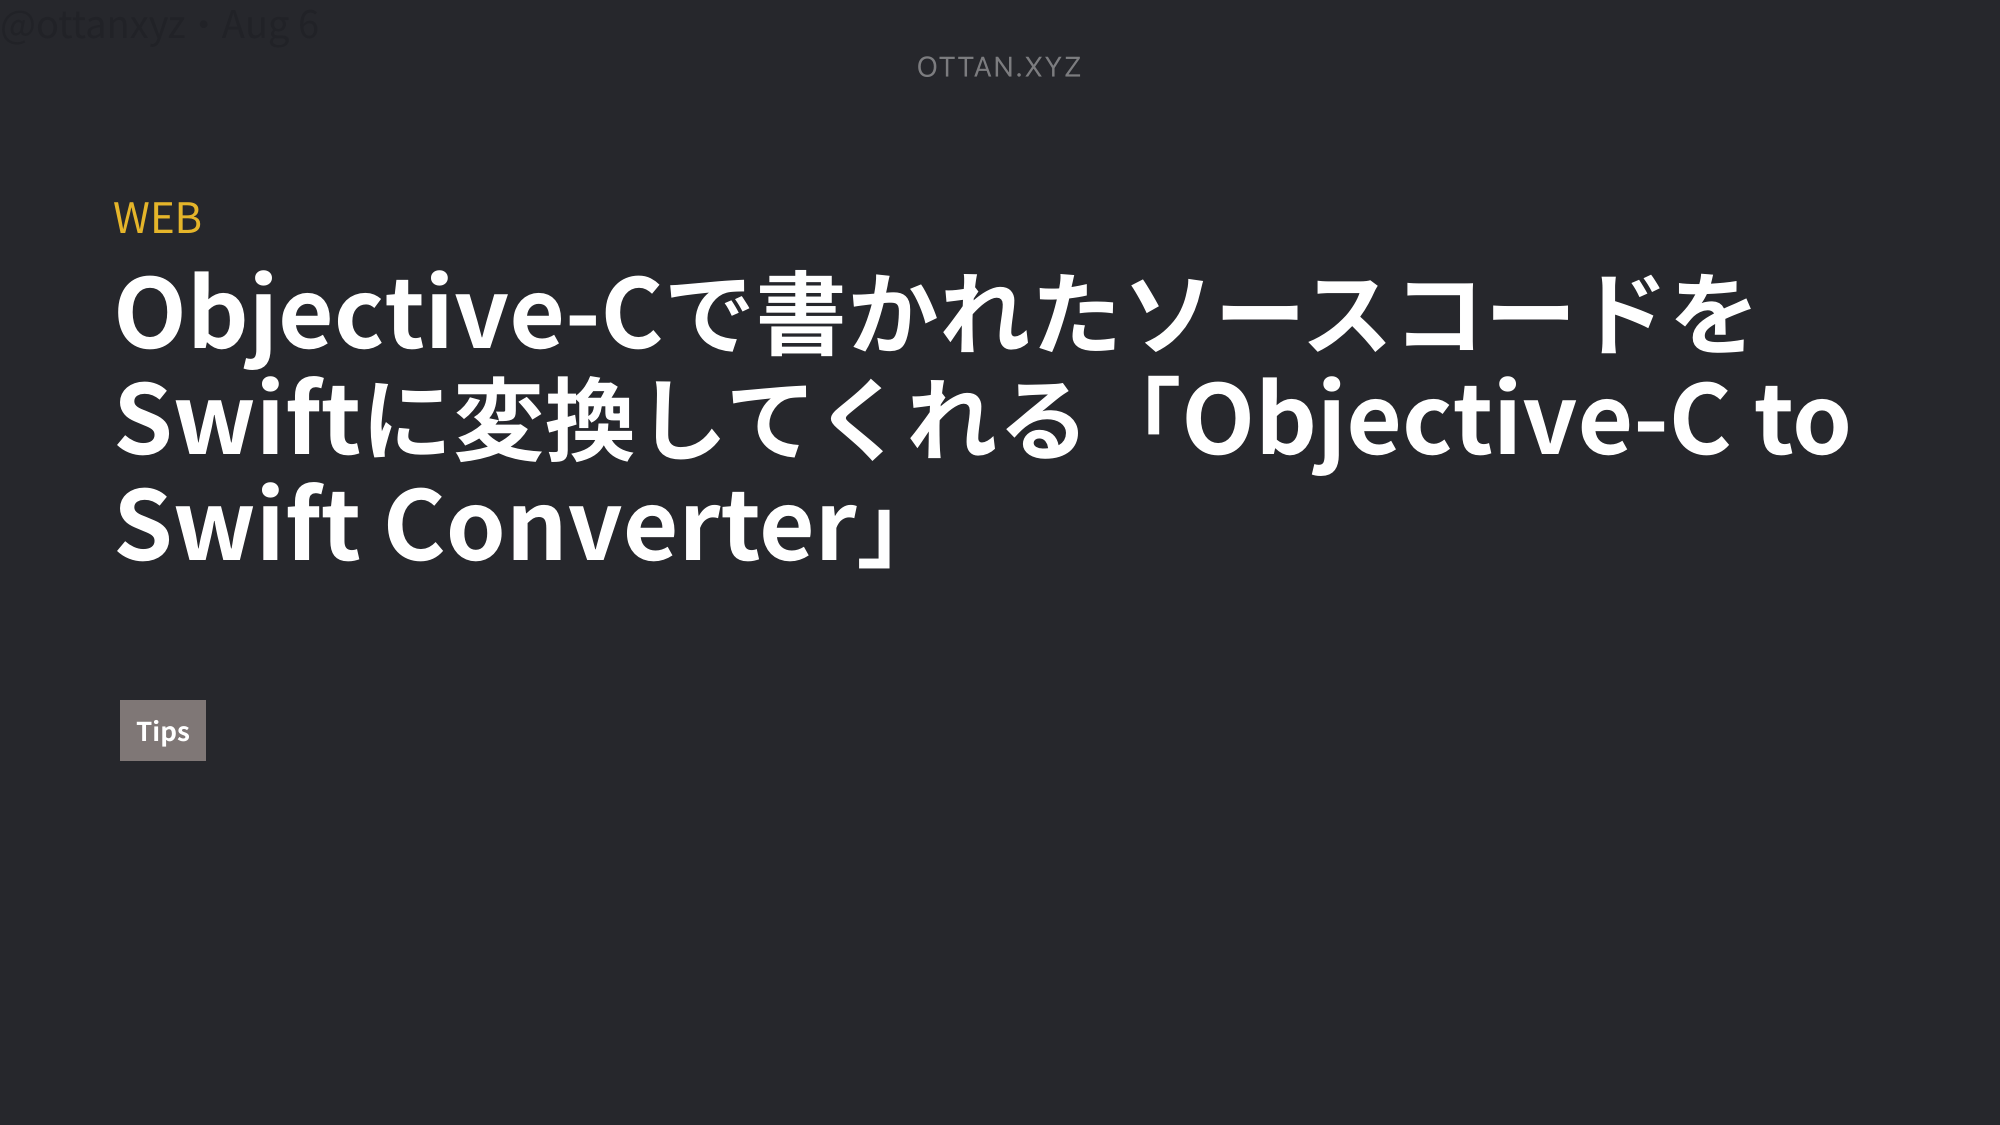 @ottanxyz・Aug 6
OTTAN.XYZ
WEB
Objective-Cで書かれたソースコードを
Swiftに変換してくれる「Objective-C to
Swift Converter」
Tips